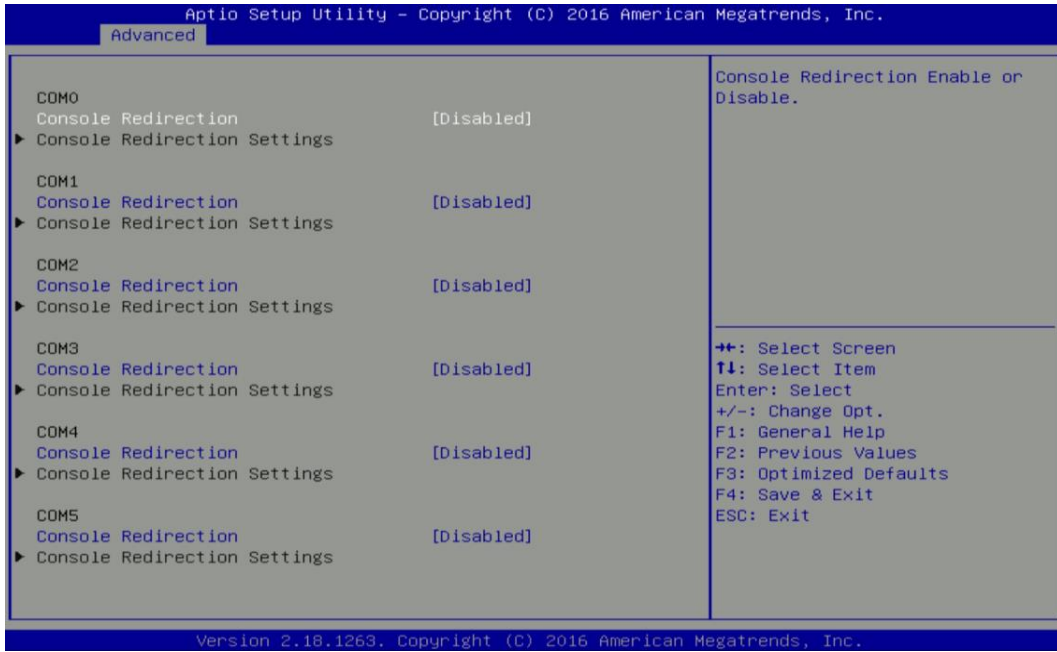 Aptio Setup Utility – Copyright (C) 2016 American Megatrends, Inc.
Advanced
COM0
Console Redirection [Disabled]
▶ Console Redirection Settings
COM1
Console Redirection [Disabled]
▶ Console Redirection Settings
COM2
Console Redirection [Disabled]
▶ Console Redirection Settings
COM3
Console Redirection [Disabled]
▶ Console Redirection Settings
COM4
Console Redirection [Disabled]
▶ Console Redirection Settings
COM5
Console Redirection [Disabled]
▶ Console Redirection Settings
Console Redirection Enable or
Disable.
→←: Select Screen
↑↓: Select Item
Enter: Select
+/-: Change Opt.
F1: General Help
F2: Previous Values
F3: Optimized Defaults
F4: Save & Exit
ESC: Exit
Version 2.18.1263. Copyright (C) 2016 American Megatrends, Inc.